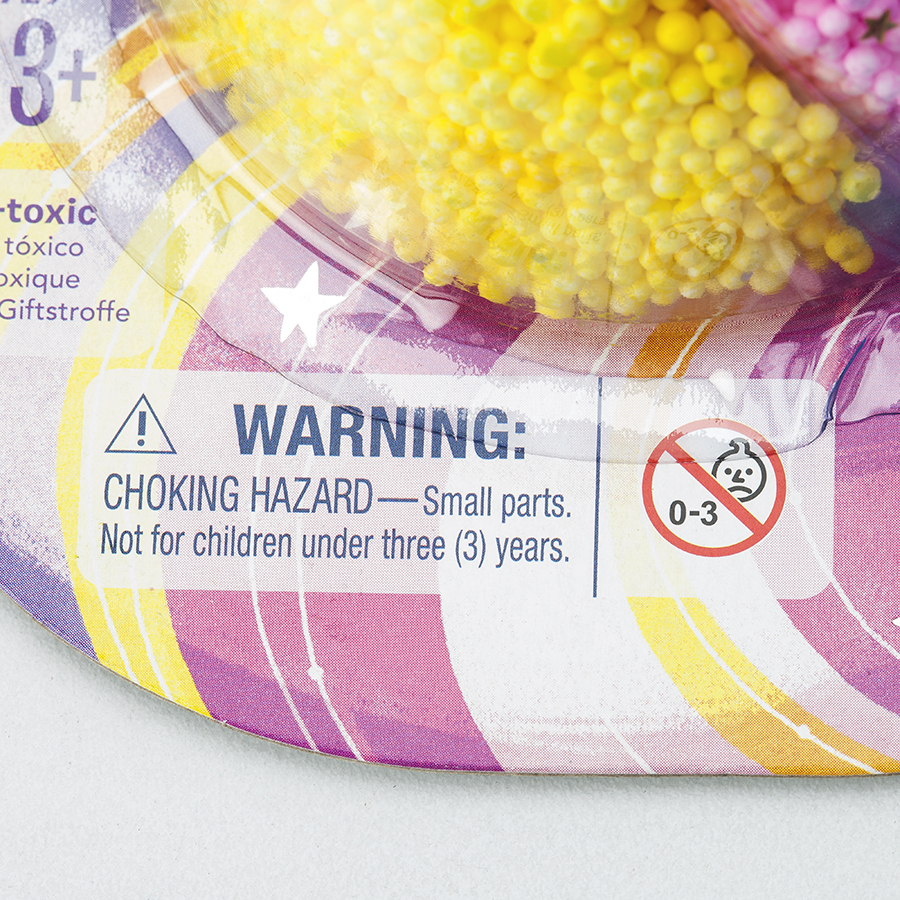 3+
-toxic
tóxico
oxique
Giftstroffe
WARNING:
CHOKING HAZARD—Small parts.
Not for children under three (3) years.
0-3